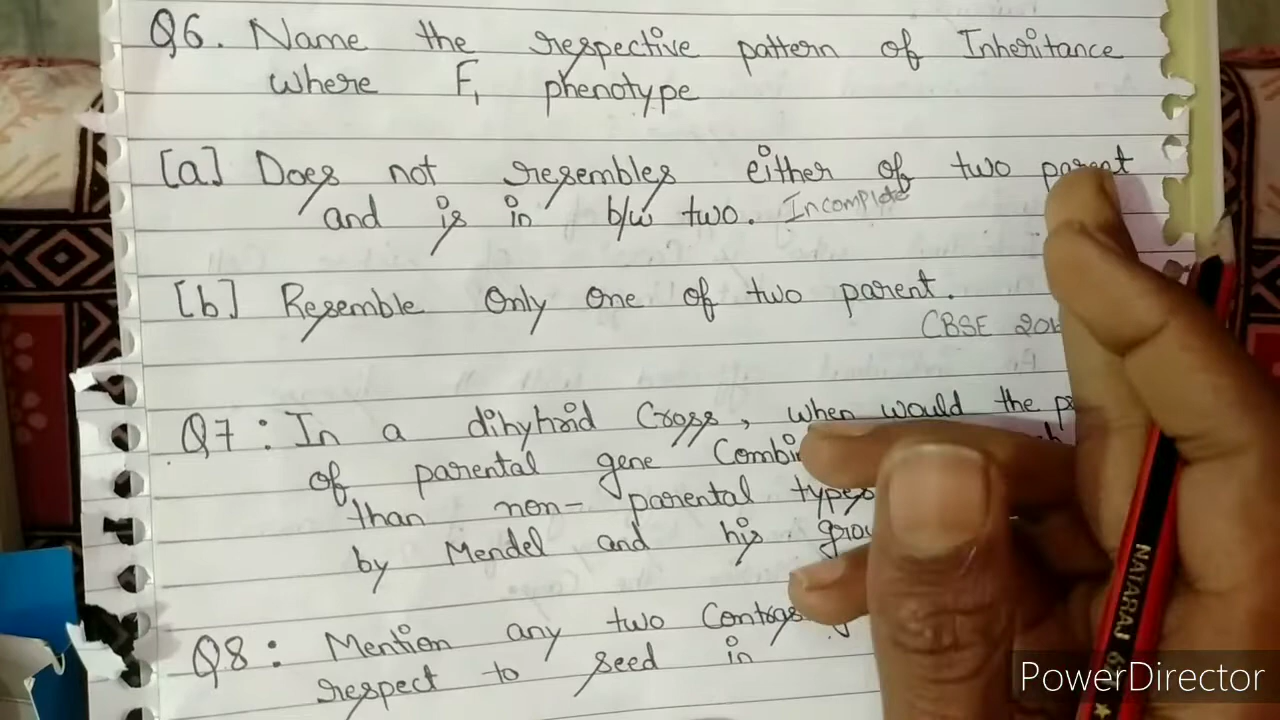 Q6. Name the respective pattern of Inheritance
where F1 phenotype
[a] Does not resembles either of two parent
and is in b/w two. Incomplete
[b] Resemble Only One of two parent.
CBSE
Q7: In a dihybrid Cross, when would the
of parental gene
than non- parental types
by Mendel and his
Q8: Mention any two
respect to seed in
NATARAJ
PowerDirector